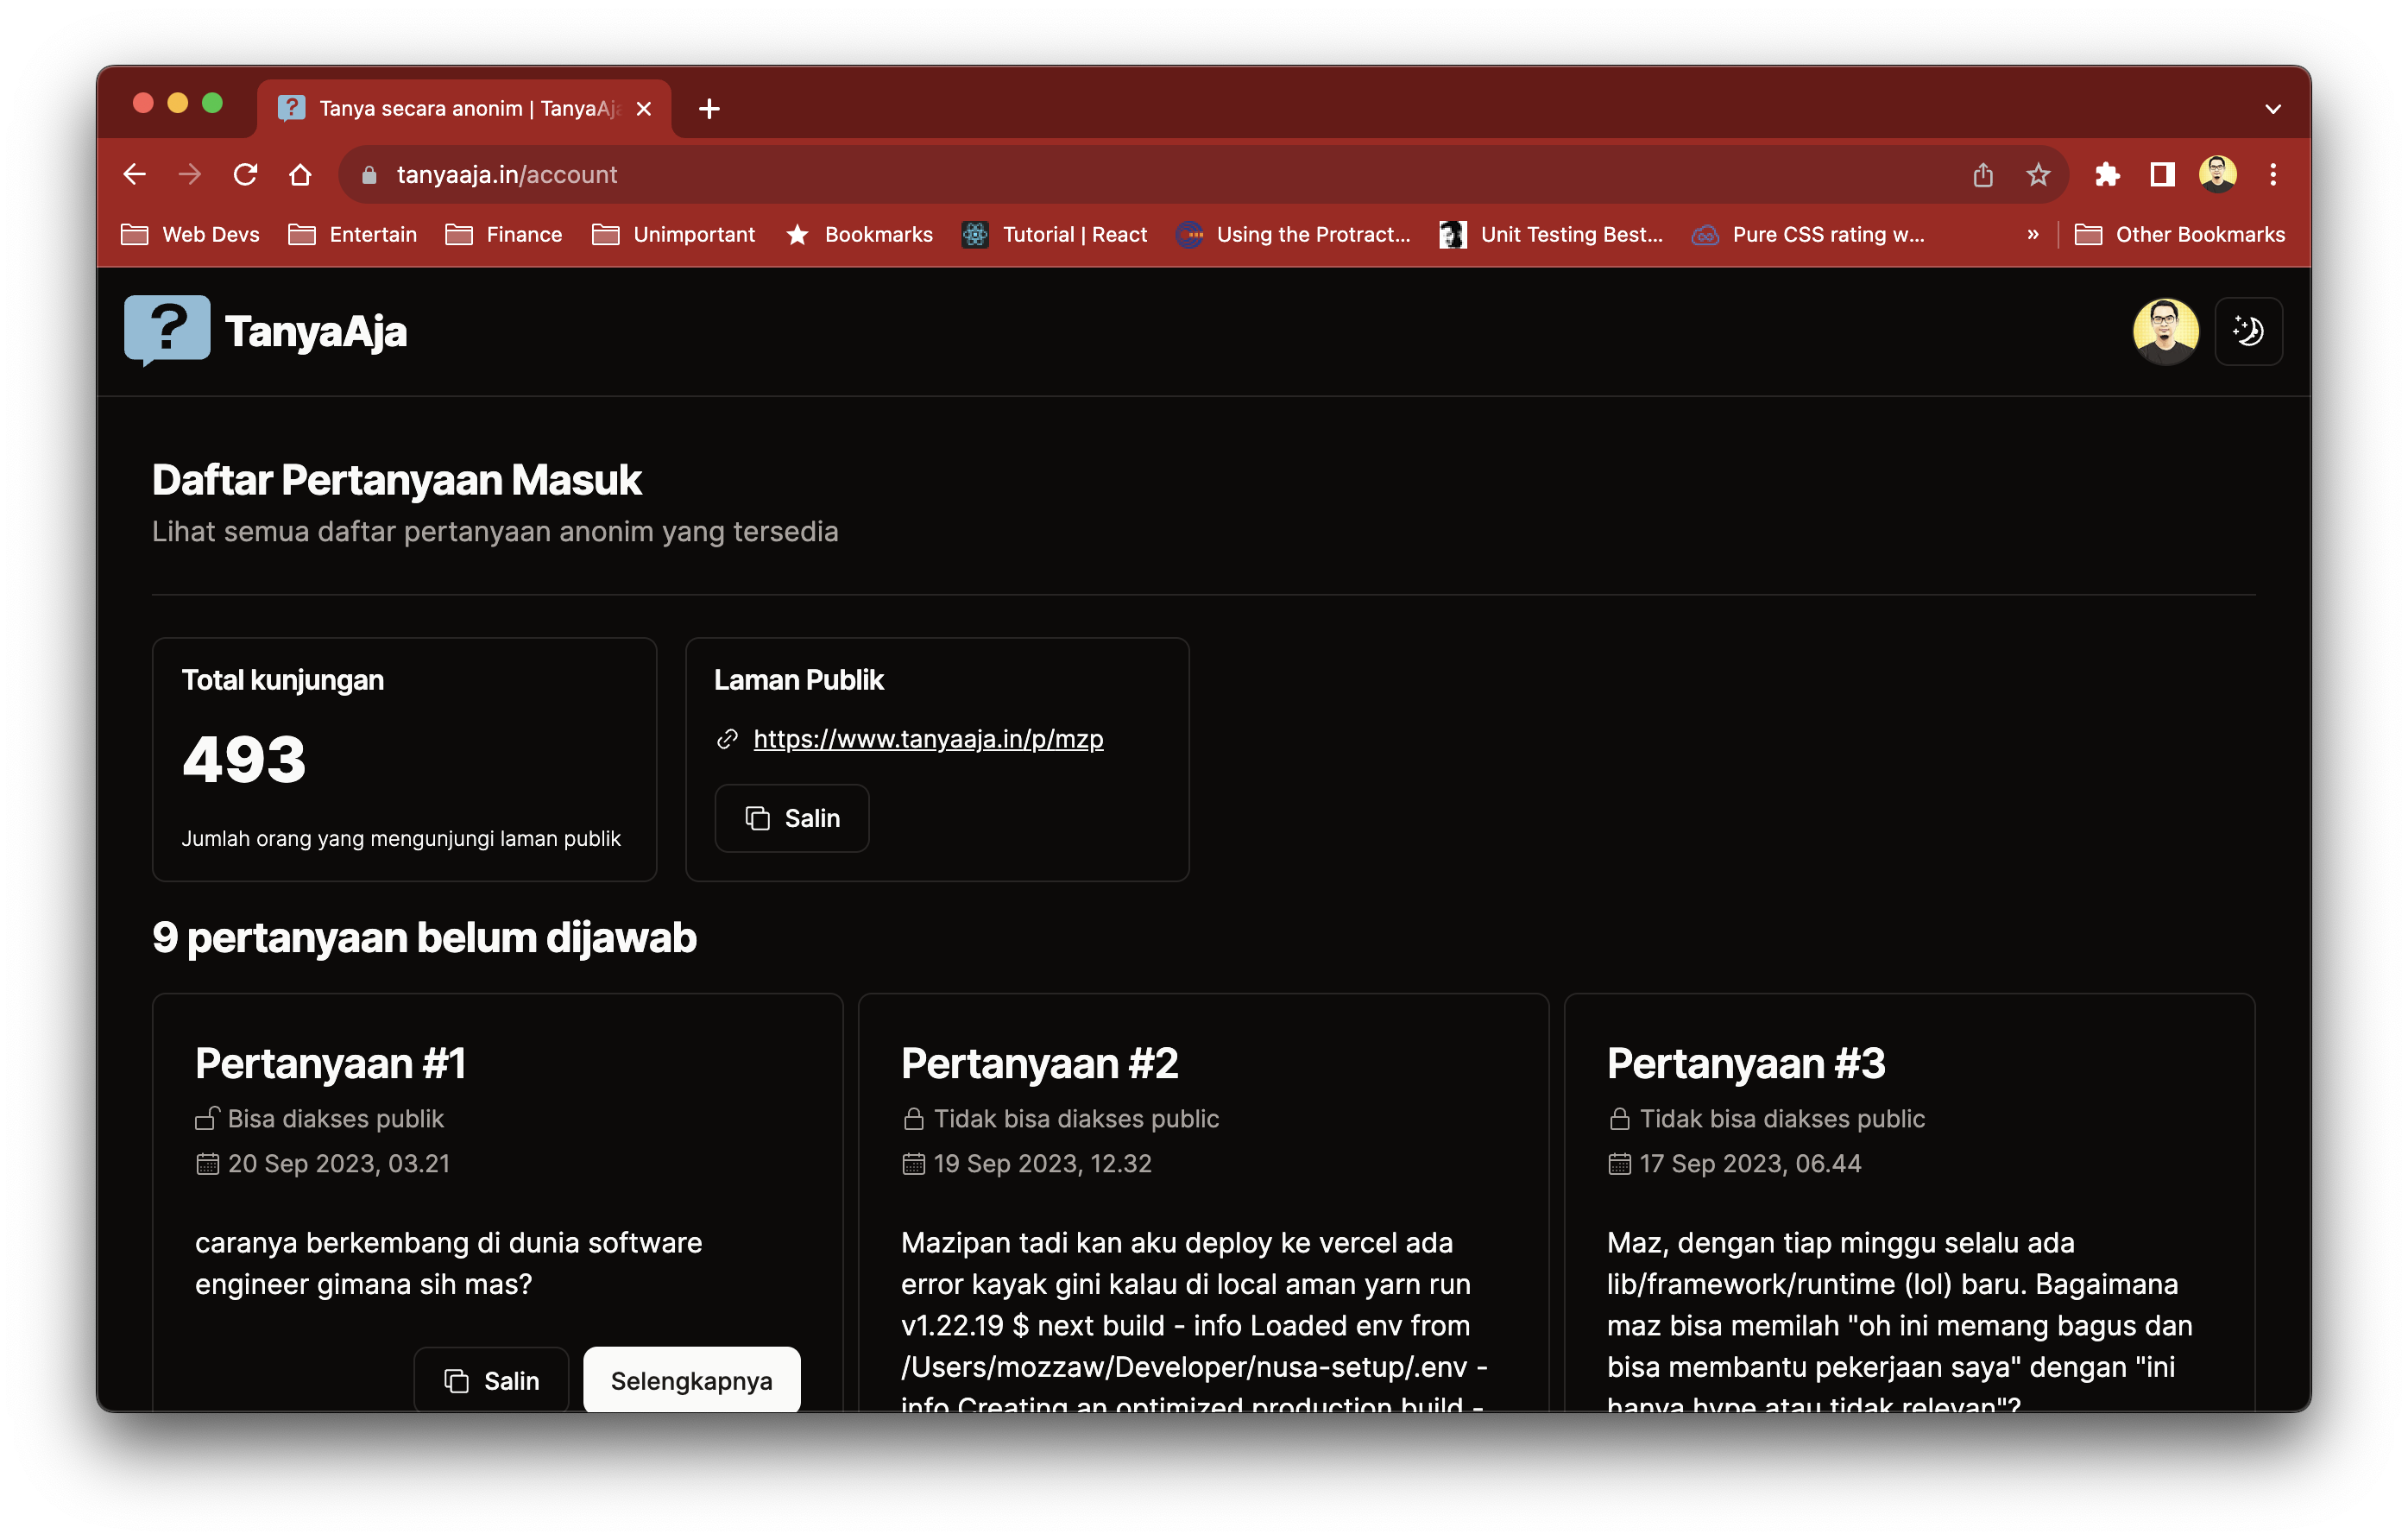 Tanya secara anonim | TanyaAja
tanyaaja.in/account
Web Devs
Entertain
Finance
Unimportant
Bookmarks
Tutorial | React
Using the Protract...
Unit Testing Best...
Pure CSS rating w...
»
Other Bookmarks
?
TanyaAja
Daftar Pertanyaan Masuk
Lihat semua daftar pertanyaan anonim yang tersedia
Total kunjungan
493
Jumlah orang yang mengunjungi laman publik
Laman Publik
https://www.tanyaaja.in/p/mzp
Salin
9 pertanyaan belum dijawab
Pertanyaan #1
Bisa diakses publik
20 Sep 2023, 03.21
caranya berkembang di dunia software
engineer gimana sih mas?
Salin
Selengkapnya
Pertanyaan #2
Tidak bisa diakses public
19 Sep 2023, 12.32
Mazipan tadi kan aku deploy ke vercel ada
error kayak gini kalau di local aman yarn run
v1.22.19 $ next build - info Loaded env from
/Users/mozzaw/Developer/nusa-setup/.env -
info Creating an optimized production build -
Pertanyaan #3
Tidak bisa diakses public
17 Sep 2023, 06.44
Maz, dengan tiap minggu selalu ada
lib/framework/runtime (lol) baru. Bagaimana
maz bisa memilah "oh ini memang bagus dan
bisa membantu pekerjaan saya" dengan "ini
hanya hype atau tidak relevan"?